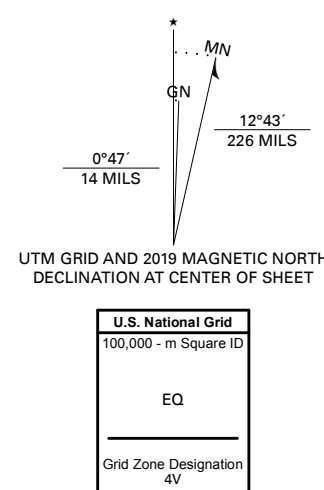 ★
MN
GN
12°43´
226 MILS
0°47´
14 MILS
UTM GRID AND 2019 MAGNETIC NORTH
DECLINATION AT CENTER OF SHEET
U.S. National Grid
100,000 - m Square ID
EQ
Grid Zone Designation
4V